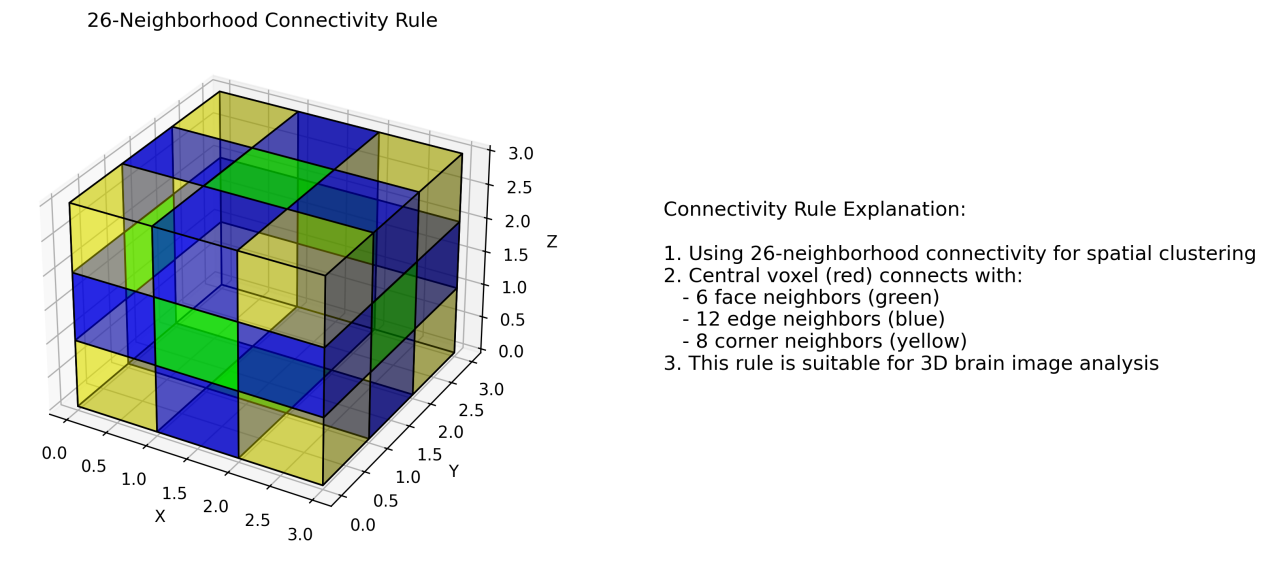 26-Neighborhood Connectivity Rule
3.0
2.5
2.0
1.5
1.0
0.5
0.0
Z
0.0
0.5
1.0
1.5
2.0
2.5
3.0
X
0.0
0.5
1.0
1.5
2.0
2.5
3.0
Y
Connectivity Rule Explanation:
1. Using 26-neighborhood connectivity for spatial clustering
2. Central voxel (red) connects with:
- 6 face neighbors (green)
- 12 edge neighbors (blue)
- 8 corner neighbors (yellow)
3. This rule is suitable for 3D brain image analysis